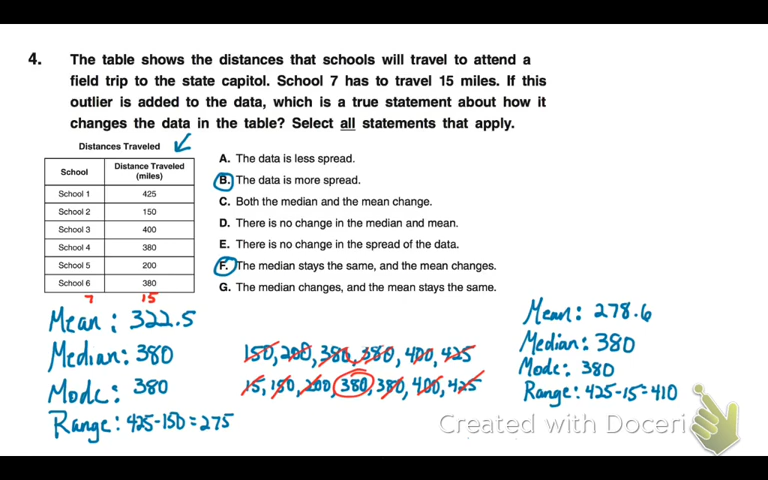 4. The table shows the distances that schools will travel to attend a
field trip to the state capitol. School 7 has to travel 15 miles. If this
outlier is added to the data, which is a true statement about how it
changes the data in the table? Select all statements that apply.
Distances Traveled
School Distance Traveled (miles)
School 1 425
School 2 150
School 3 400
School 4 380
School 5 200
School 6 380
7 15
A. The data is less spread.
B. The data is more spread.
C. Both the median and the mean change.
D. There is no change in the median and mean.
E. There is no change in the spread of the data.
F. The median stays the same, and the mean changes.
G. The median changes, and the mean stays the same.
Mean: 322.5
Median: 380
Mode: 380
Range: 425-150=275
150, 200, 380, 380, 400, 425
15, 150, 200, 380, 380, 400, 425
Mean: 278.6
Median: 380
Mode: 380
Range: 425-15=410
Created with Doceri